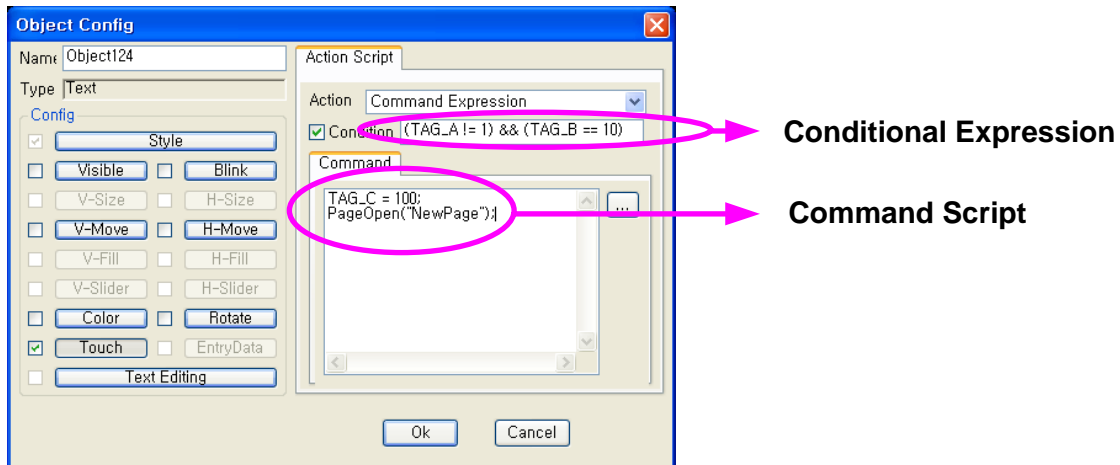 Object Config
Name Object124
Type Text
Config
Style
Visible Blink
V-Size H-Size
V-Move H-Move
V-Fill H-Fill
V-Slider H-Slider
Color Rotate
Touch EntryData
Text Editing
Action Script
Action Command Expression
Condition (TAG_A != 1) && (TAG_B == 10)
Command
TAG_C = 100;
PageOpen("NewPage");
...
Ok Cancel
Conditional Expression
Command Script